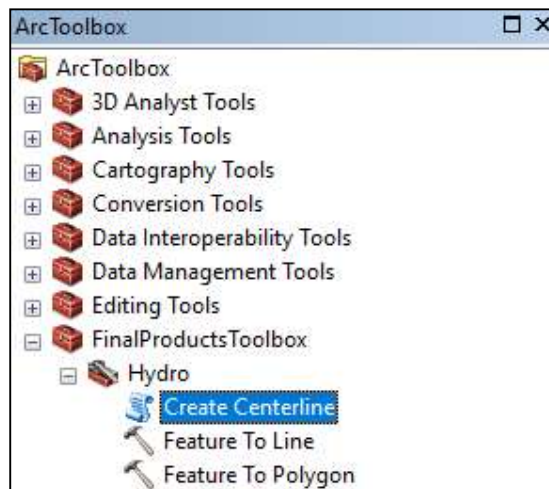 ArcToolbox
ArcToolbox
3D Analyst Tools
Analysis Tools
Cartography Tools
Conversion Tools
Data Interoperability Tools
Data Management Tools
Editing Tools
FinalProductsToolbox
Hydro
Create Centerline
Feature To Line
Feature To Polygon